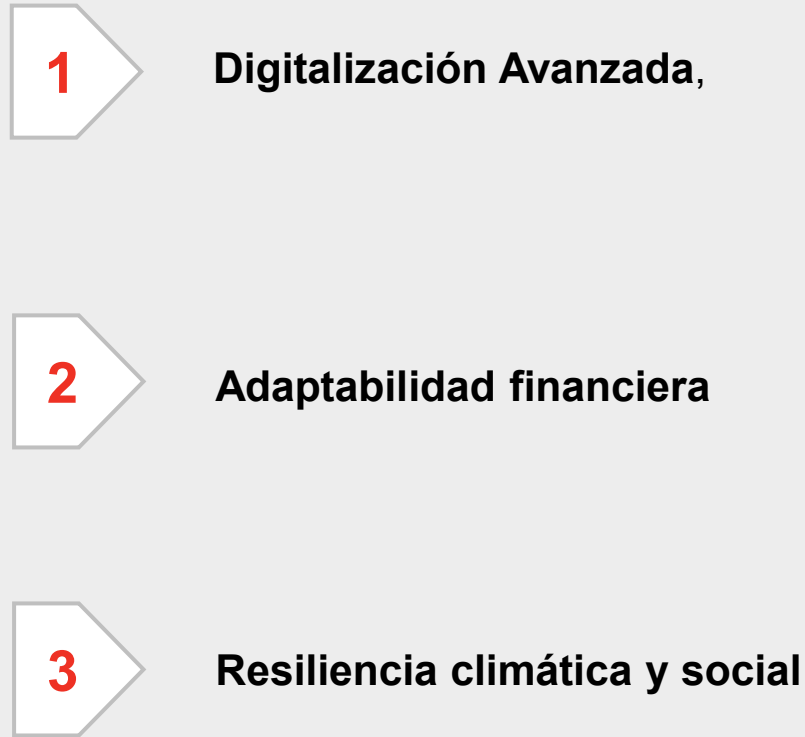 1
Digitalización Avanzada,
2
Adaptabilidad financiera
3
Resiliencia climática y social